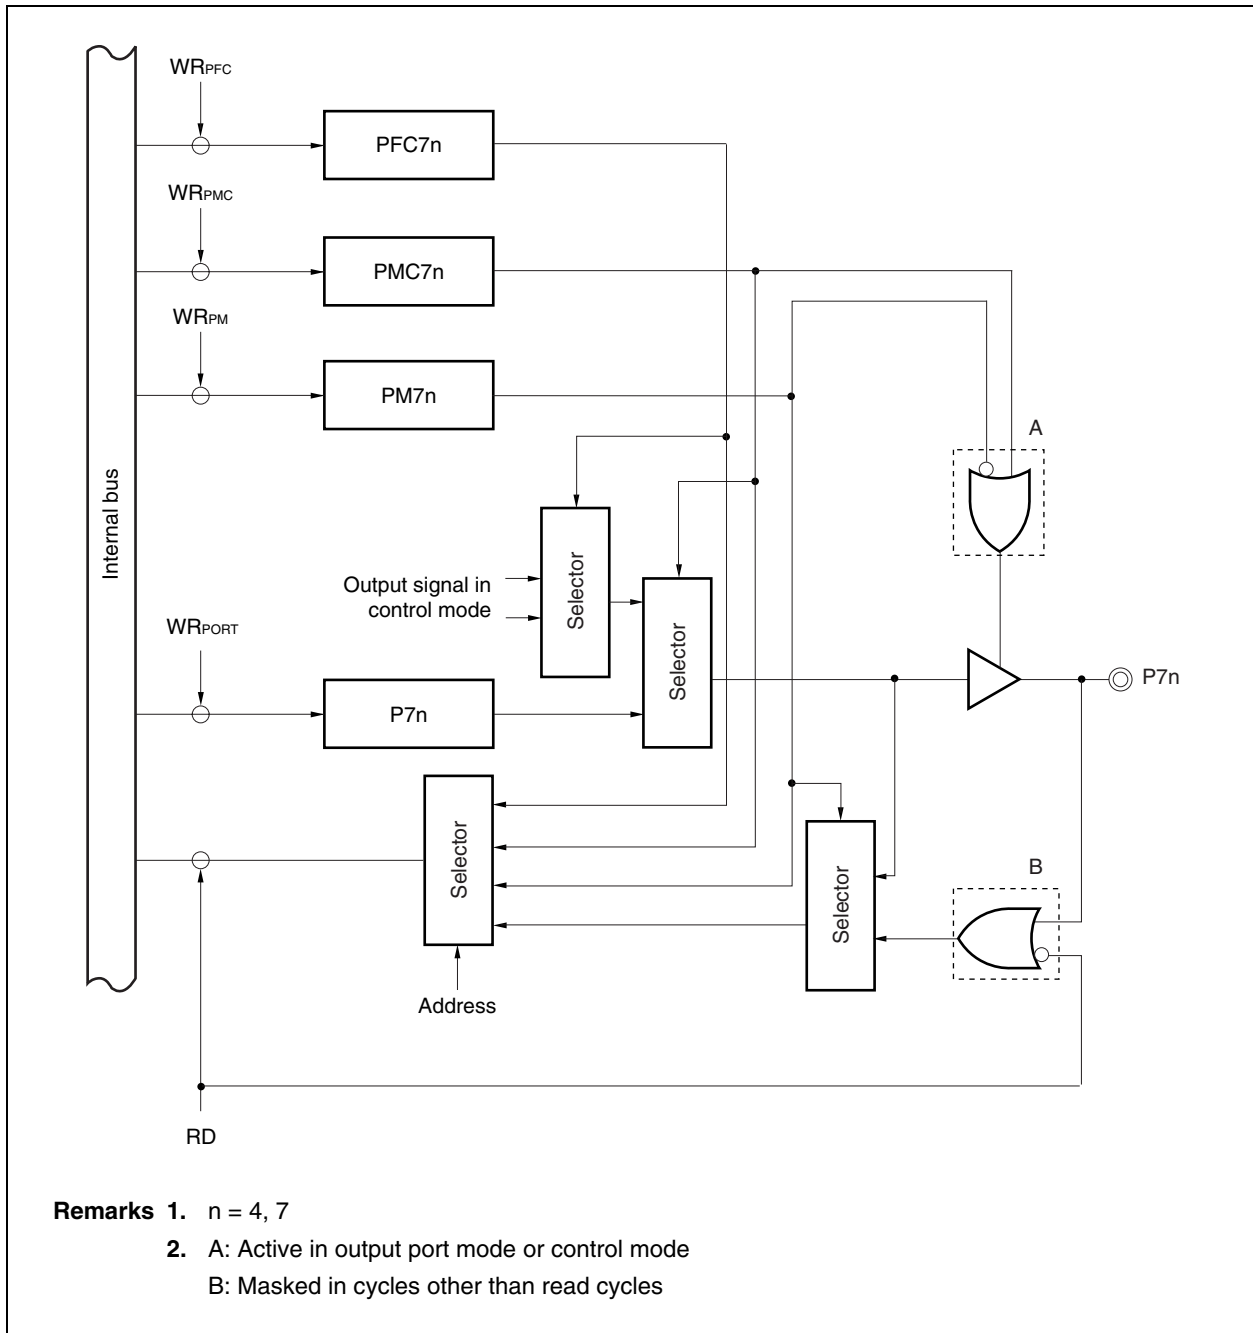 WRPFC
PFC7n
WRPMC
PMC7n
WRPM
PM7n
A
Internal bus
Selector
Output signal in
control mode
Selector
WRPORT
P7n
P7n
Selector
Selector
B
Address
RD
Remarks 1. n = 4, 7
2. A: Active in output port mode or control mode
B: Masked in cycles other than read cycles